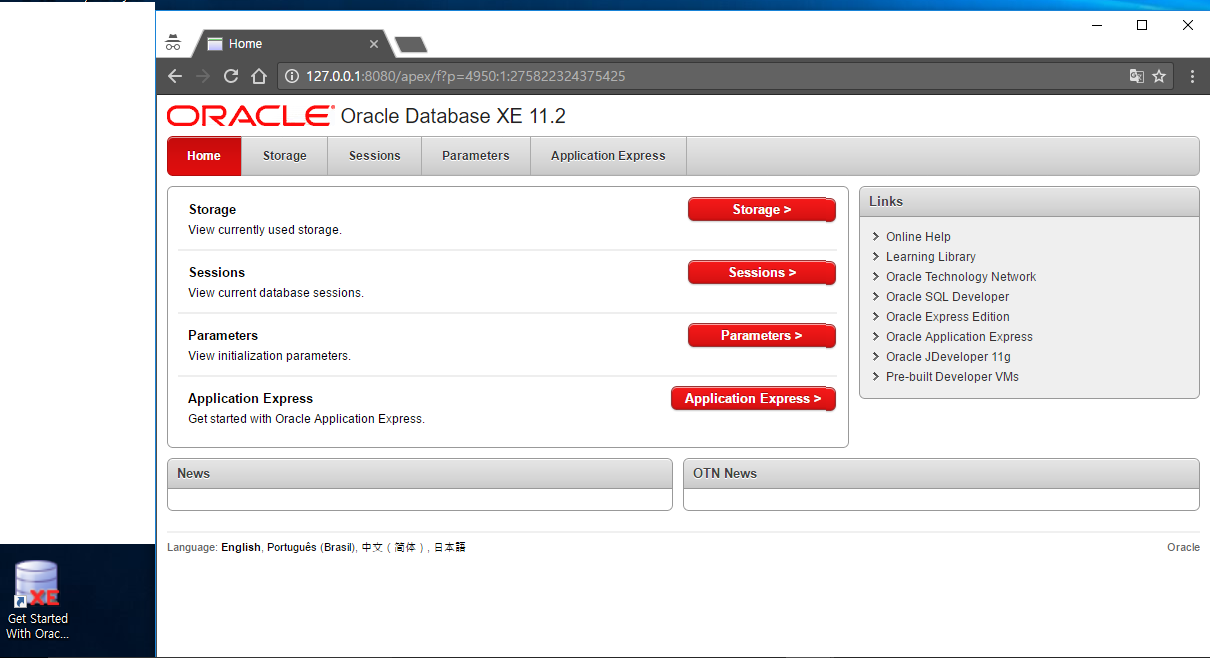 Home
127.0.0.1:8080/apex/f?p=4950:1:275822324375425
ORACLE® Oracle Database XE 11.2
Home Storage Sessions Parameters Application Express
Storage
View currently used storage.
Storage >
Sessions
View current database sessions.
Sessions >
Parameters
View initialization parameters.
Parameters >
Application Express
Get started with Oracle Application Express.
Application Express >
Links
Online Help
Learning Library
Oracle Technology Network
Oracle SQL Developer
Oracle Express Edition
Oracle Application Express
Oracle JDeveloper 11g
Pre-built Developer VMs
News
OTN News
Language: English, Português (Brasil), 中文（简体）, 日本語
Oracle
XE
Get Started
With Orac...